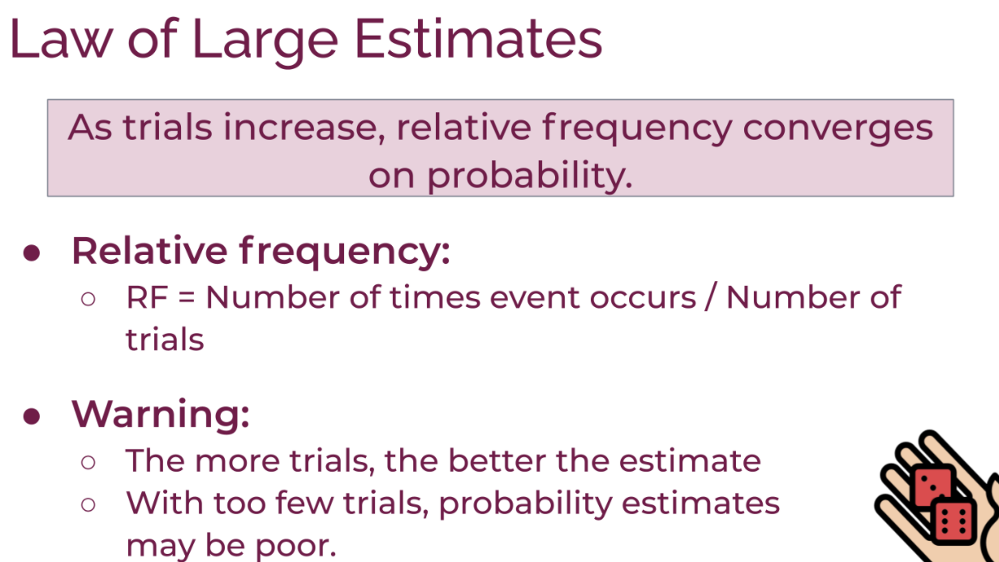 Law of Large Estimates
As trials increase, relative frequency converges
on probability.
● Relative frequency:
○ RF = Number of times event occurs / Number of
trials
● Warning:
○ The more trials, the better the estimate
○ With too few trials, probability estimates
may be poor.